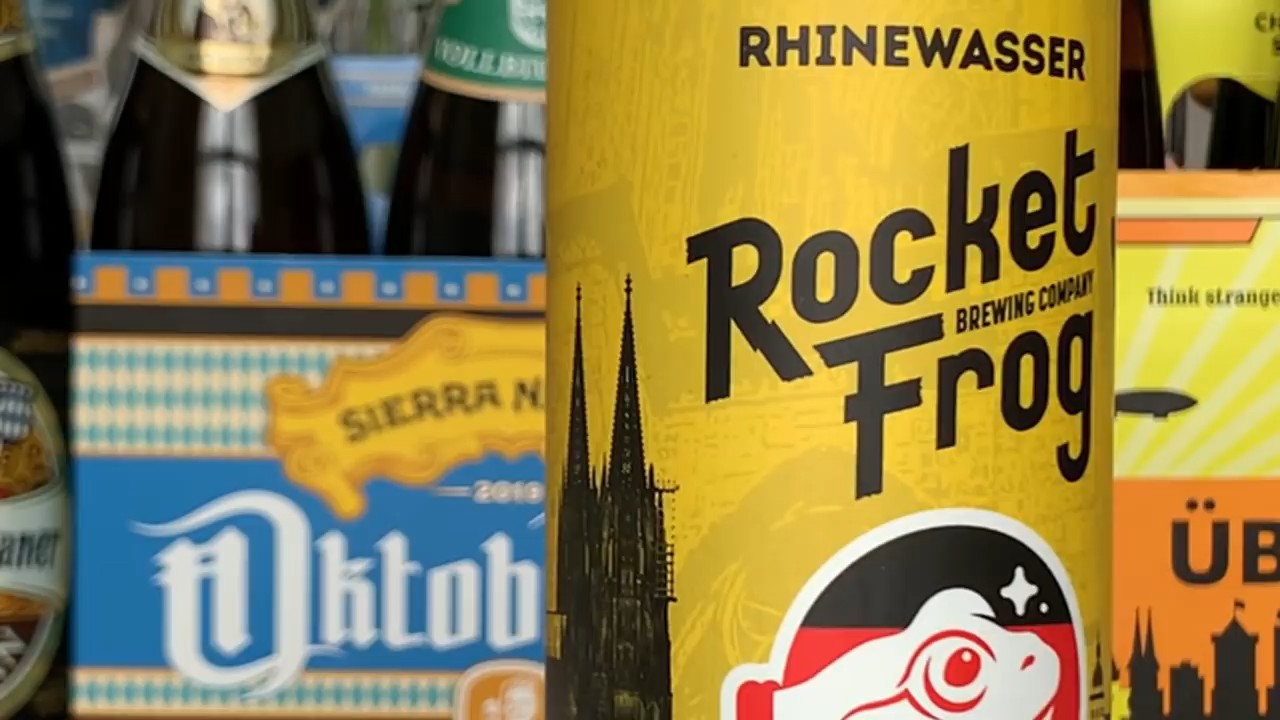 RHINEWASSER
Rocket
BREWING COMPANY
Frog
SIERRA
2019
Oktob
Think strange
ÜB